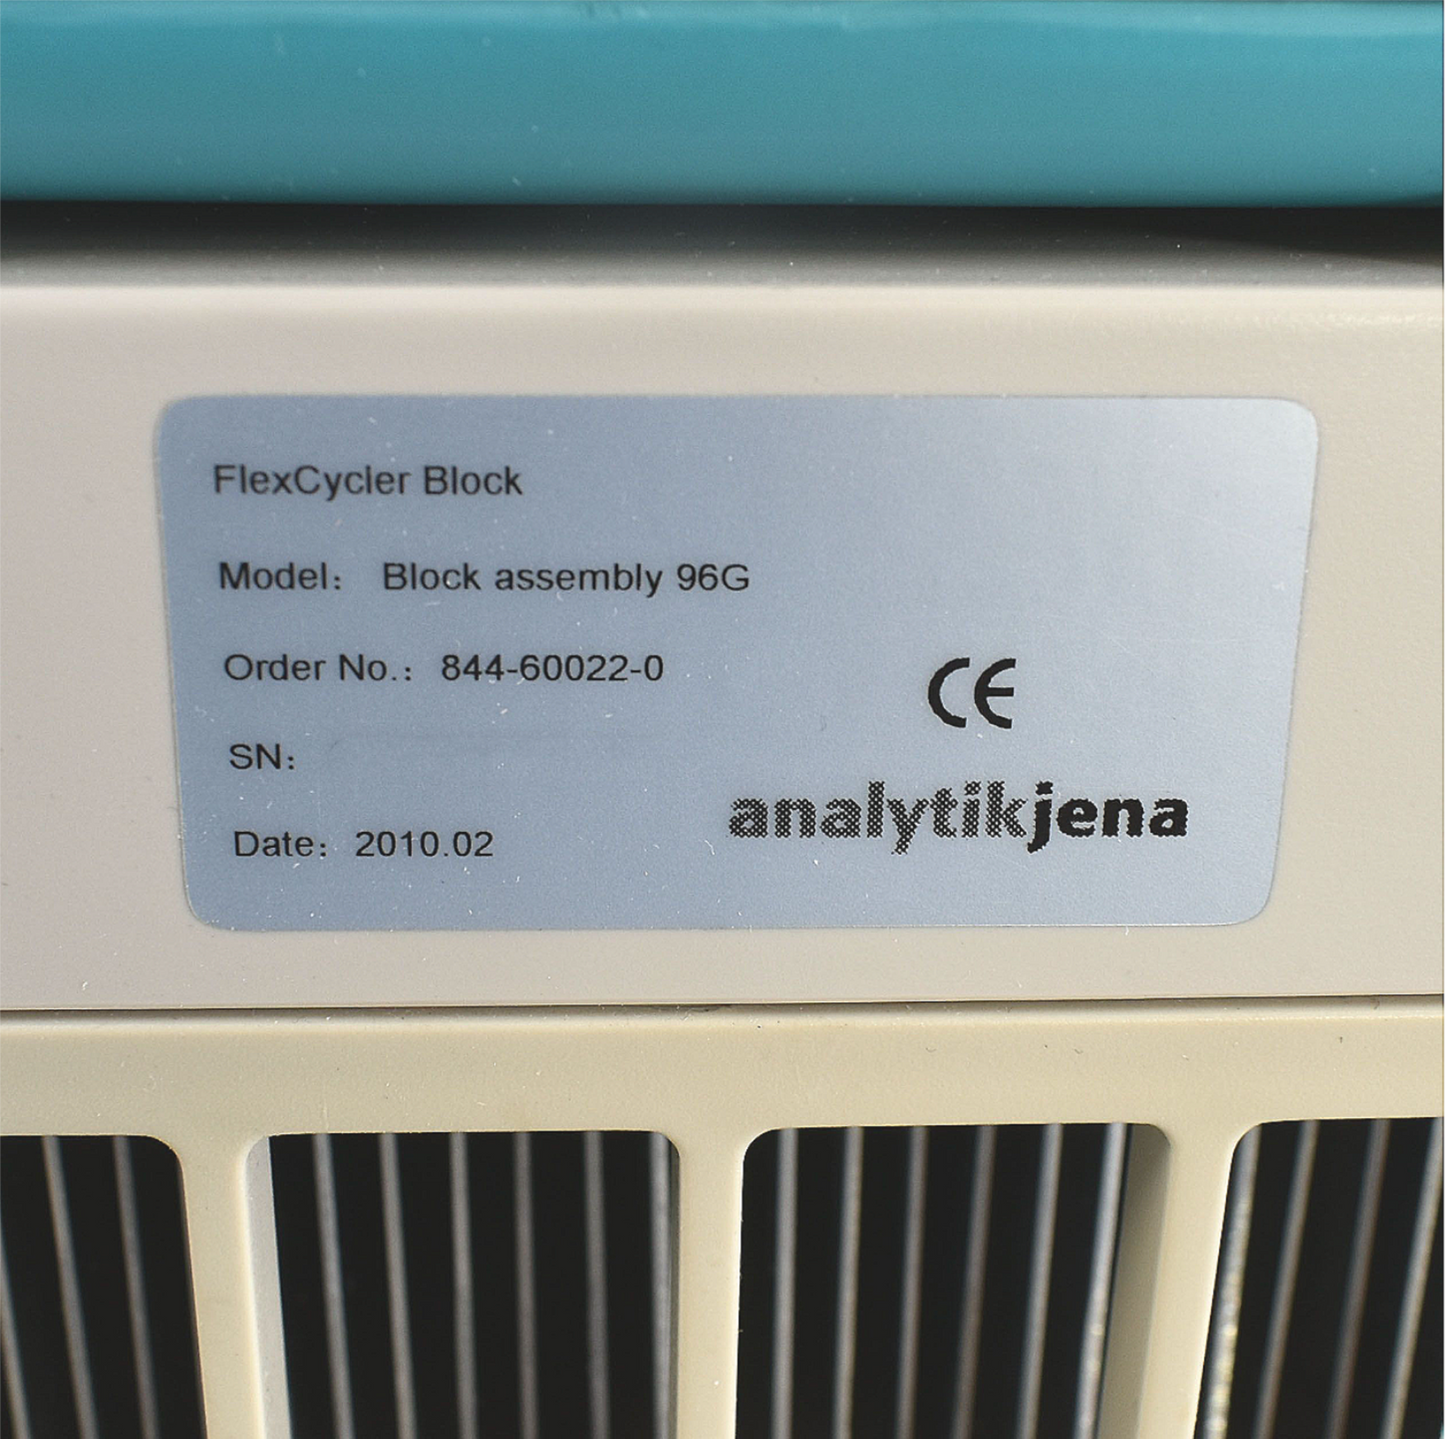 FlexCycler Block
Model: Block assembly 96G
Order No.: 844-60022-0
SN:
Date: 2010.02
CE
analytikjena